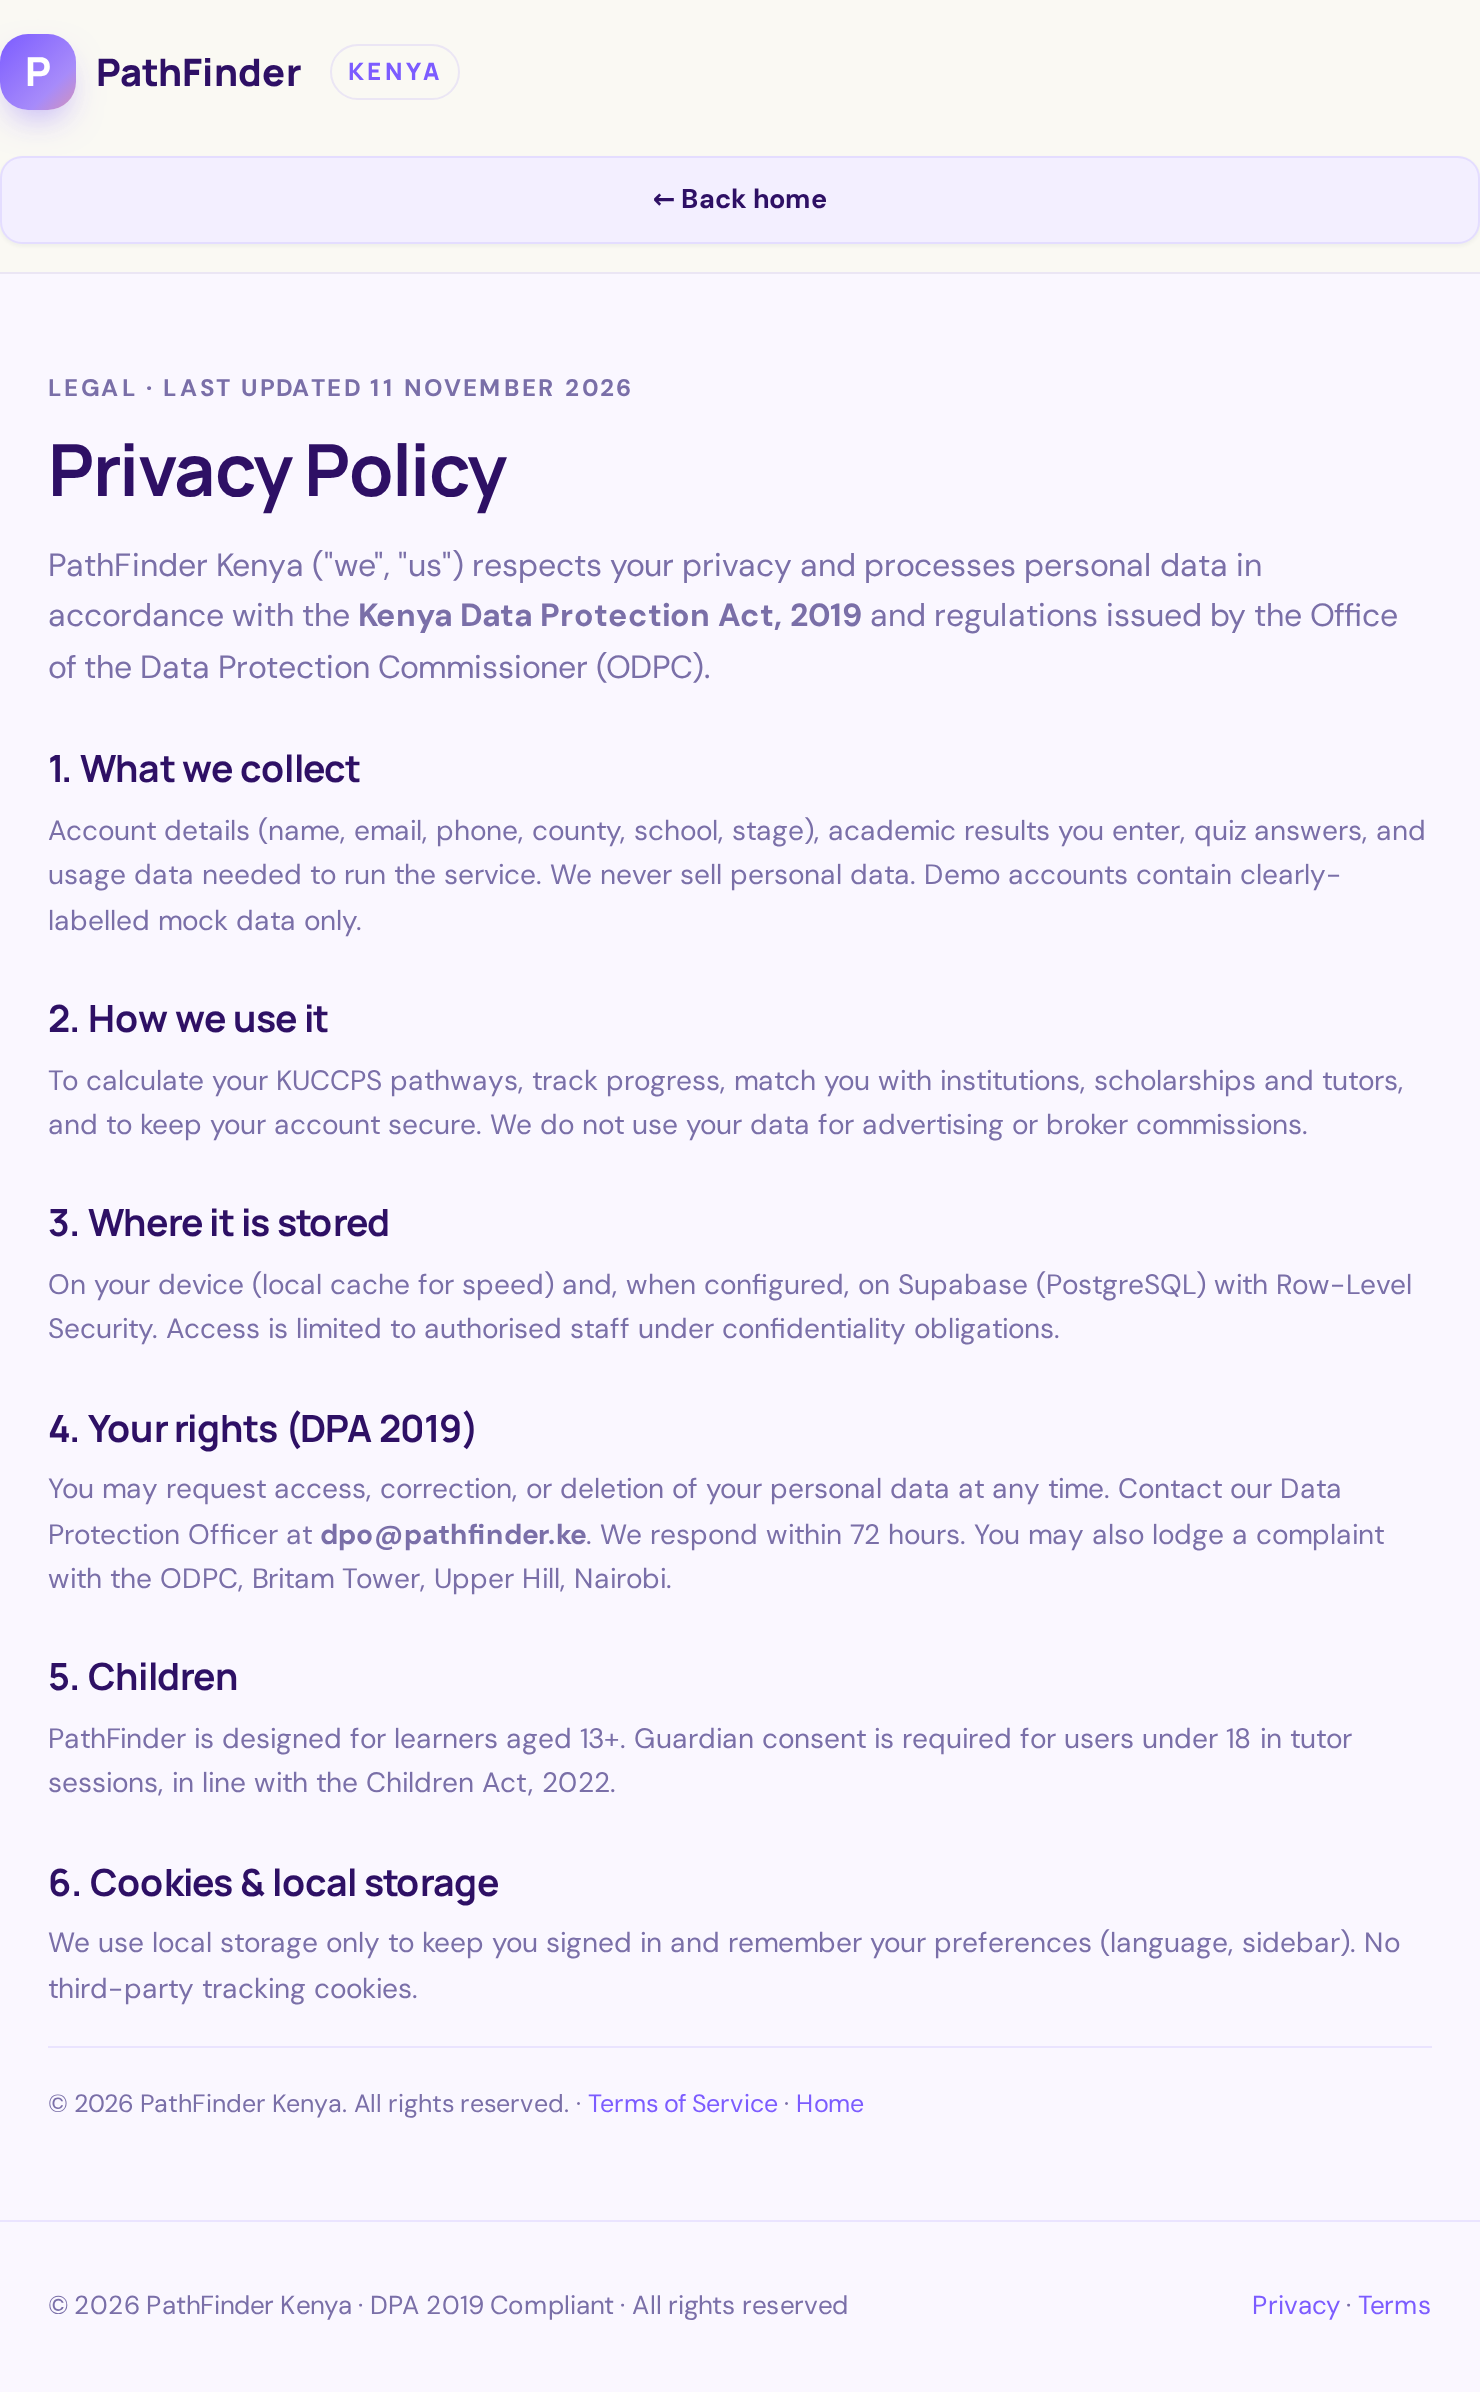 P PathFinder KENYA
← Back home
LEGAL · LAST UPDATED 11 NOVEMBER 2026
Privacy Policy
PathFinder Kenya ("we", "us") respects your privacy and processes personal data in
accordance with the Kenya Data Protection Act, 2019 and regulations issued by the Office
of the Data Protection Commissioner (ODPC).
1. What we collect
Account details (name, email, phone, county, school, stage), academic results you enter, quiz answers, and
usage data needed to run the service. We never sell personal data. Demo accounts contain clearly-
labelled mock data only.
2. How we use it
To calculate your KUCCPS pathways, track progress, match you with institutions, scholarships and tutors,
and to keep your account secure. We do not use your data for advertising or broker commissions.
3. Where it is stored
On your device (local cache for speed) and, when configured, on Supabase (PostgreSQL) with Row-Level
Security. Access is limited to authorised staff under confidentiality obligations.
4. Your rights (DPA 2019)
You may request access, correction, or deletion of your personal data at any time. Contact our Data
Protection Officer at dpo@pathfinder.ke. We respond within 72 hours. You may also lodge a complaint
with the ODPC, Britam Tower, Upper Hill, Nairobi.
5. Children
PathFinder is designed for learners aged 13+. Guardian consent is required for users under 18 in tutor
sessions, in line with the Children Act, 2022.
6. Cookies & local storage
We use local storage only to keep you signed in and remember your preferences (language, sidebar). No
third-party tracking cookies.
© 2026 PathFinder Kenya. All rights reserved. · Terms of Service · Home
© 2026 PathFinder Kenya · DPA 2019 Compliant · All rights reserved Privacy · Terms